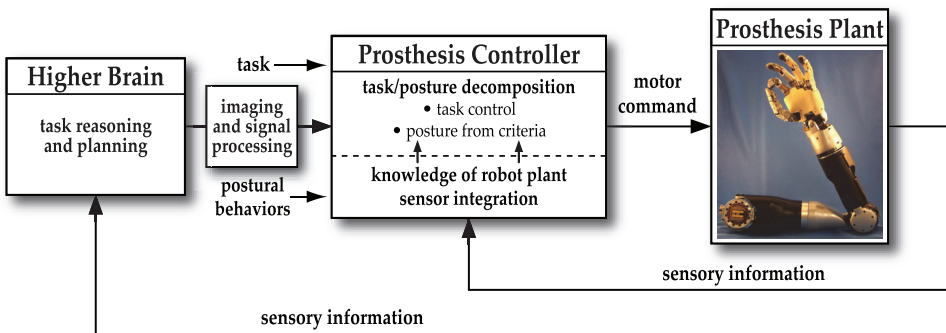 Higher Brain
task reasoning
and planning
imaging
and signal
processing
task
postural
behaviors
Prosthesis Controller
task/posture decomposition
• task control
• posture from criteria
knowledge of robot plant
sensor integration
motor
command
Prosthesis Plant
sensory information
sensory information